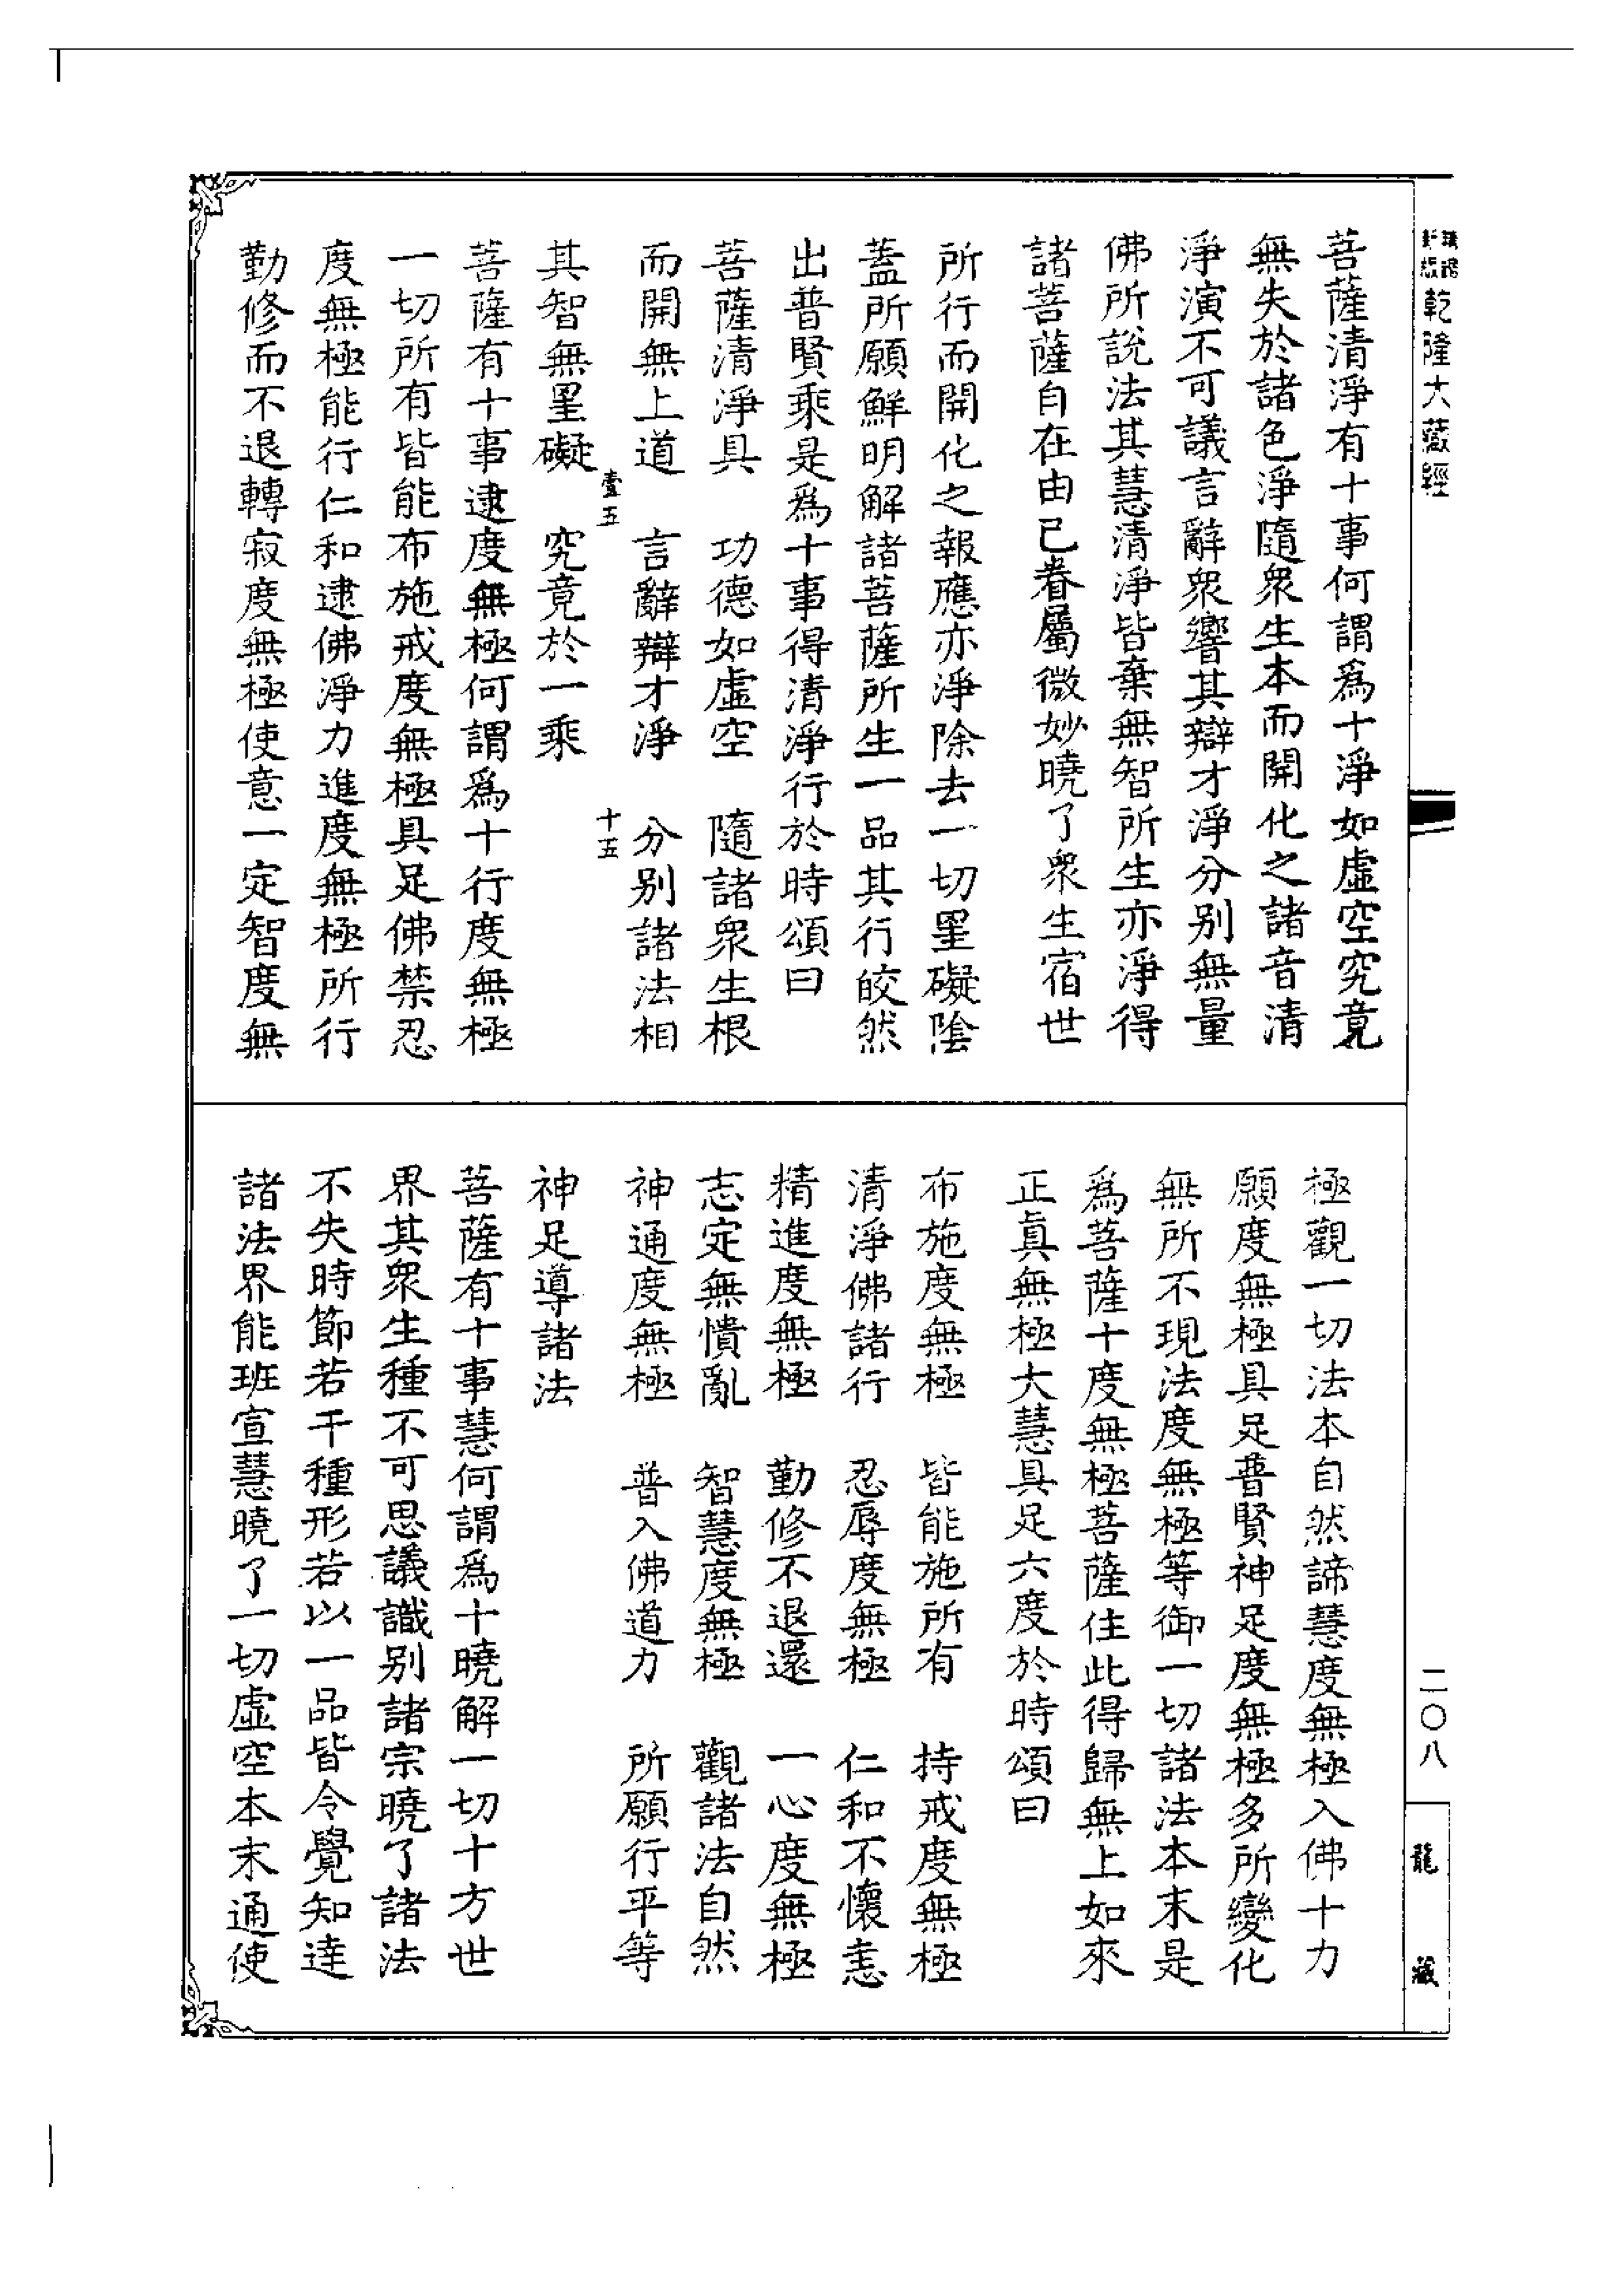 乾隆大藏經
菩薩清淨有十事何謂爲十淨如虛空究竟
無失於諸色淨隨衆生本而開化之諸音清
淨演不可議言辭衆響其辯才淨分别無量
佛所說法其慧清淨皆棄無智所生亦淨得
諸菩薩自在由已眷屬微妙曉了衆生宿世
所行而開化之報應亦淨除去一切罣礙陰
蓋所願鮮明解諸菩薩所生一品其行皎然
出普賢乘是爲十事得清淨行於時頌曰
菩薩清淨具　功德如虛空　隨諸衆生根
而開無上道　言辭辯才淨　分别諸法相
壹五　十五
其智無罣礙　究竟於一乘
菩薩有十事逮度無極何謂爲十行度無極
一切所有皆能布施戒度無極具足佛禁忍
度無極能行仁和逮佛淨力進度無極所行
勤修而不退轉寂度無極使意一定智度無
極觀一切法本自然諦慧度無極入佛十力
願度無極具足普賢神足度無極多所變化
無所不現法度無極等御一切諸法本末是
爲菩薩十度無極菩薩住此得歸無上如來
正真無極大慧具足六度於時頌曰
布施度無極　皆能施所有　持戒度無極
清淨佛諸行　忍辱度無極　仁和不懷恚
精進度無極　勤修不退還　一心度無極
志定無憒亂　智慧度無極　觀諸法自然
神通度無極　普入佛道力　所願行平等
神足導諸法
菩薩有十事慧何謂爲十曉解一切十方世
界其衆生種不可思議識别諸宗曉了諸法
不失時節若干種形若以一品皆令覺知達
諸法界能班宣慧曉了一切虛空本末通使
二〇八
龍藏